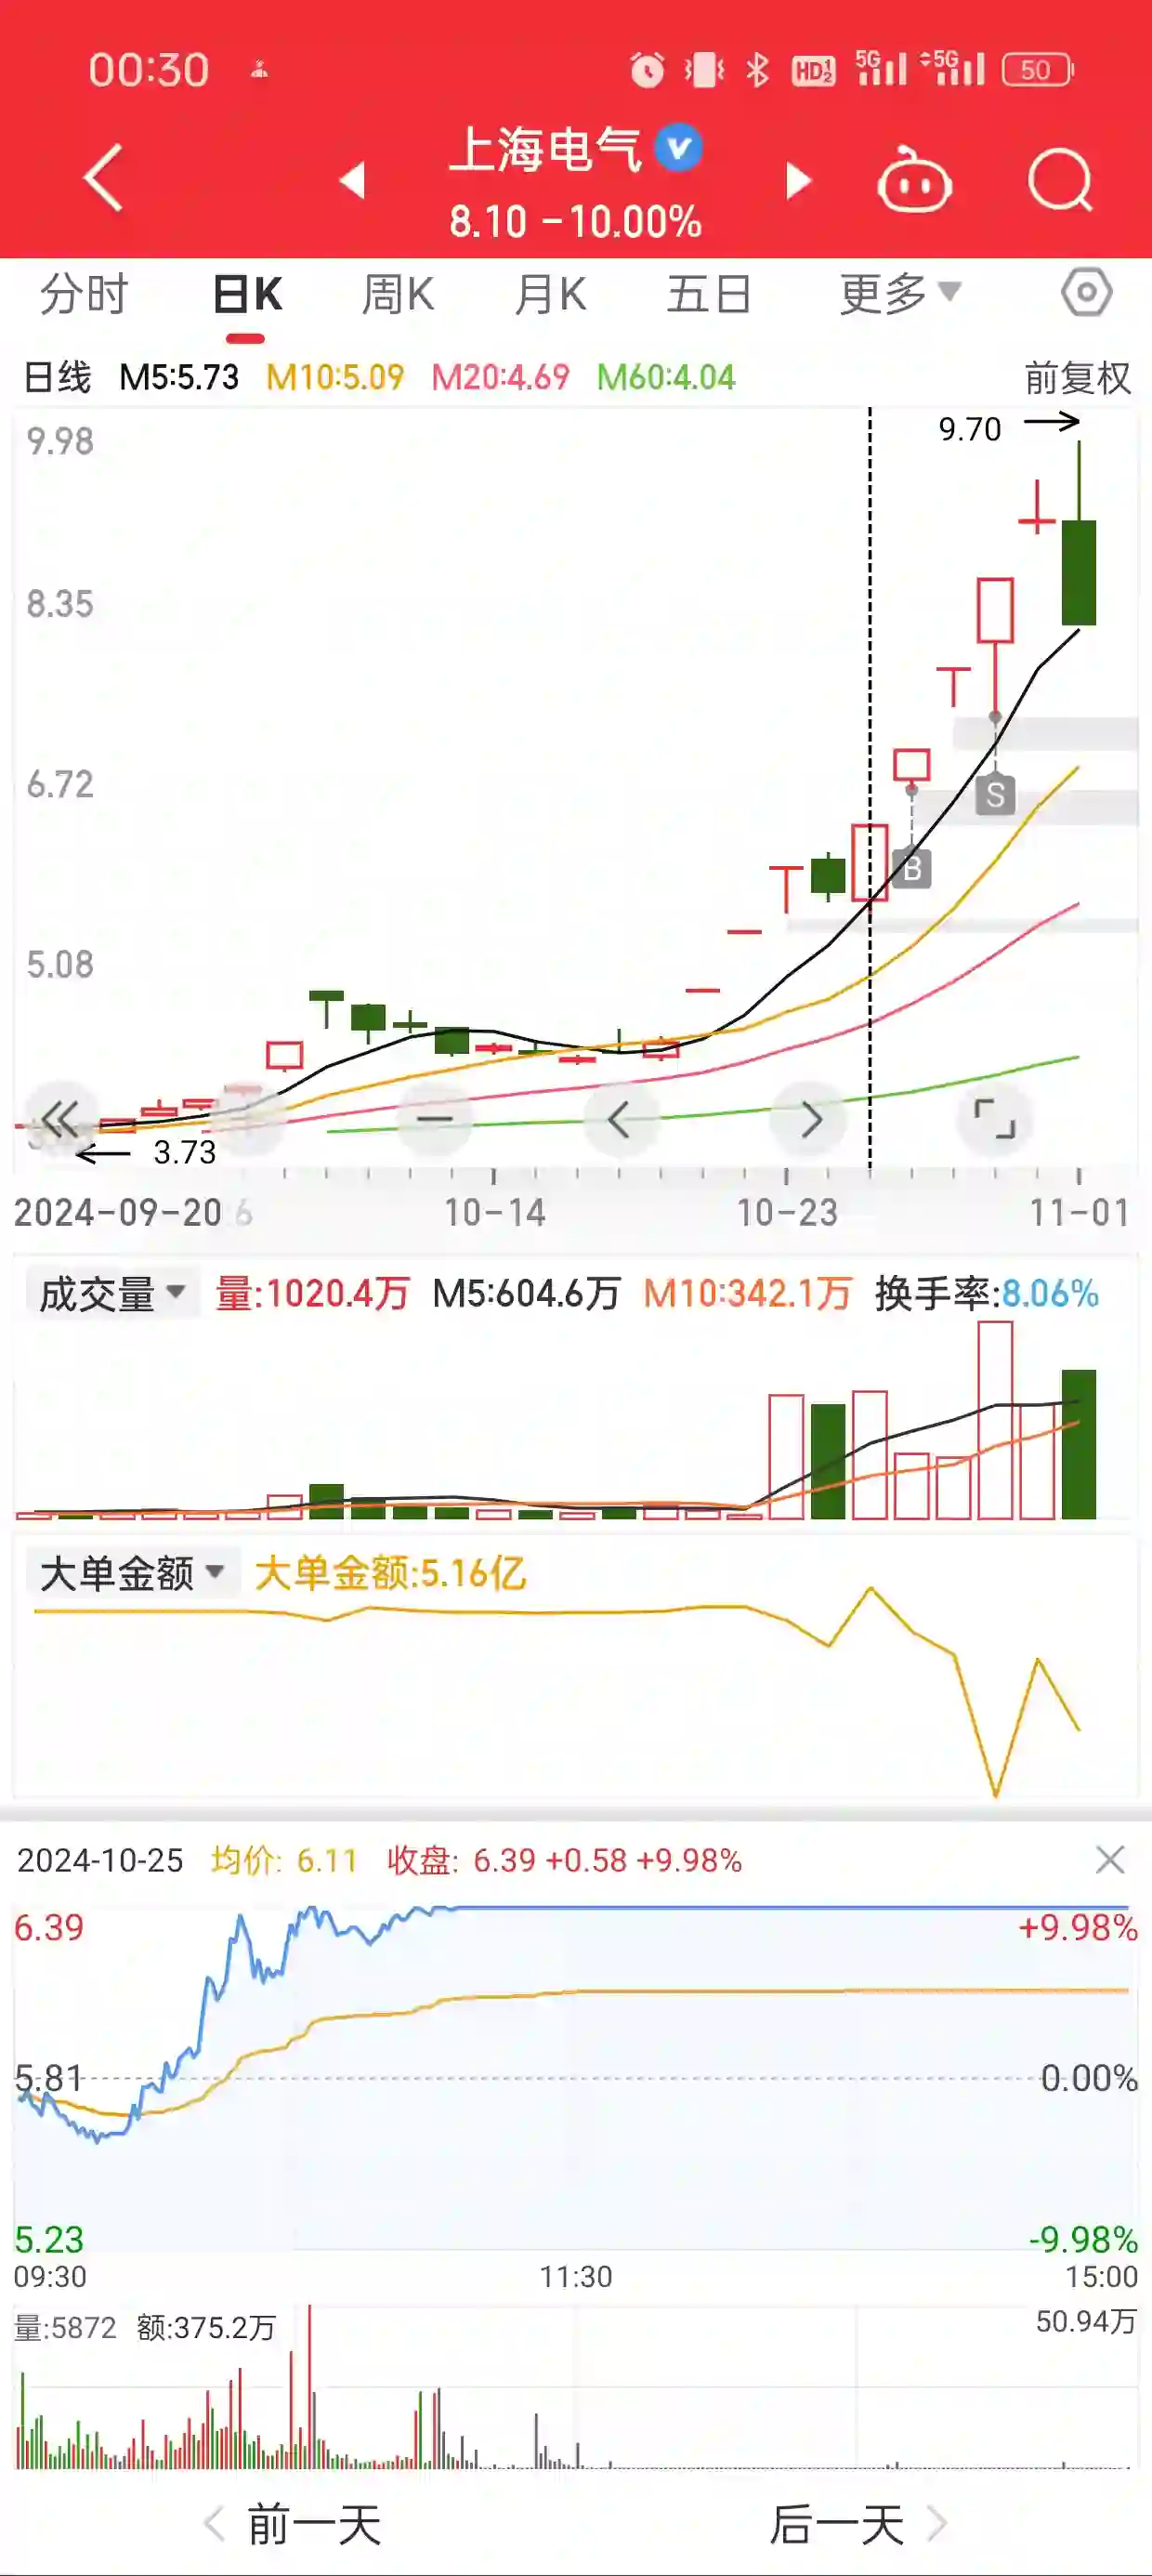 00:30 HD 1 2 5G 5G 50
上海电气
8.10 -10.00%
分时 日K 周K 月K 五日 更多
日线 M5:5.73 M10:5.09 M20:4.69 M60:4.04 前复权
9.98
9.70
8.35
6.72
S
B
5.08
3.73
2024-09-20 6 10-14 10-23 11-01
成交量 量:1020.4万 M5:604.6万 M10:342.1万 换手率:8.06%
大单金额 大单金额:5.16亿
2024-10-25 均价: 6.11 收盘: 6.39 +0.58 +9.98%
6.39 +9.98%
5.81 0.00%
5.23 -9.98%
09:30 11:30 15:00
量:5872 额:375.2万 50.94万
前一天 后一天